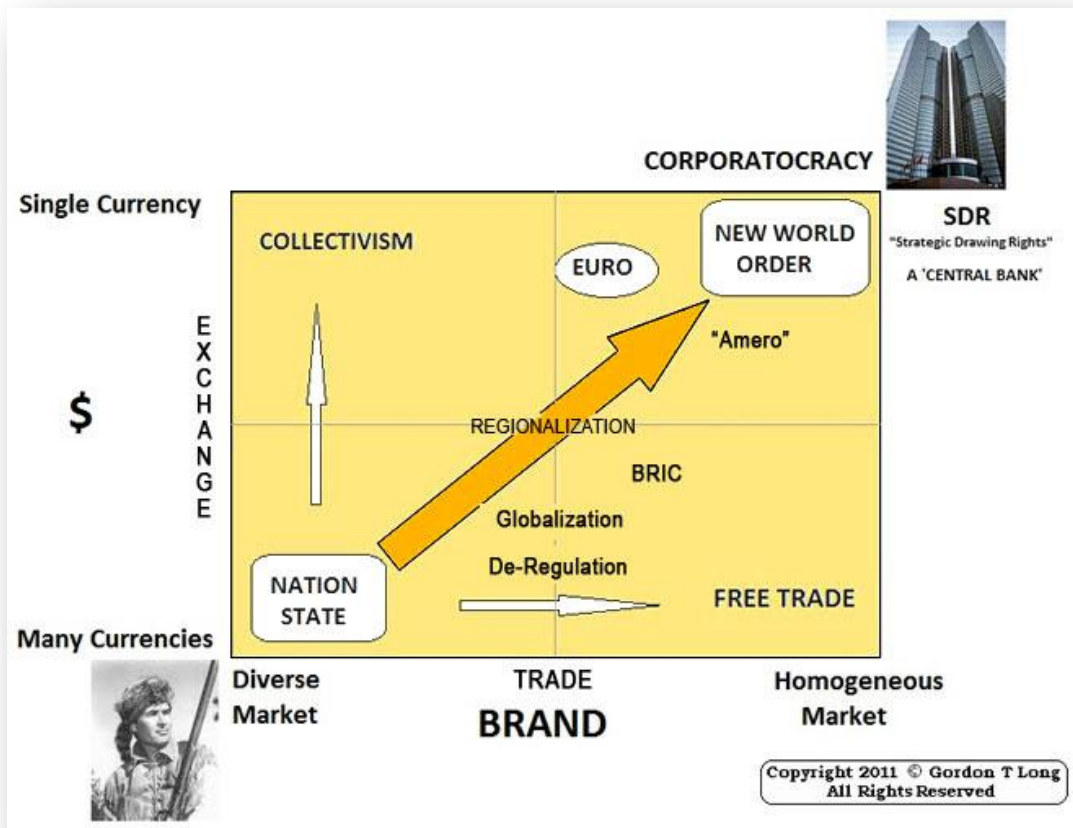 CORPORATOCRACY
Single Currency
SDR
"Strategic Drawing Rights"
A 'CENTRAL BANK'
COLLECTIVISM
NEW WORLD
ORDER
EURO
"Amero"
EXCHANGE
$
REGIONALIZATION
BRIC
Globalization
De-Regulation
NATION
STATE
FREE TRADE
Many Currencies
Diverse
Market
TRADE
BRAND
Homogeneous
Market
Copyright 2011 © Gordon T Long
All Rights Reserved